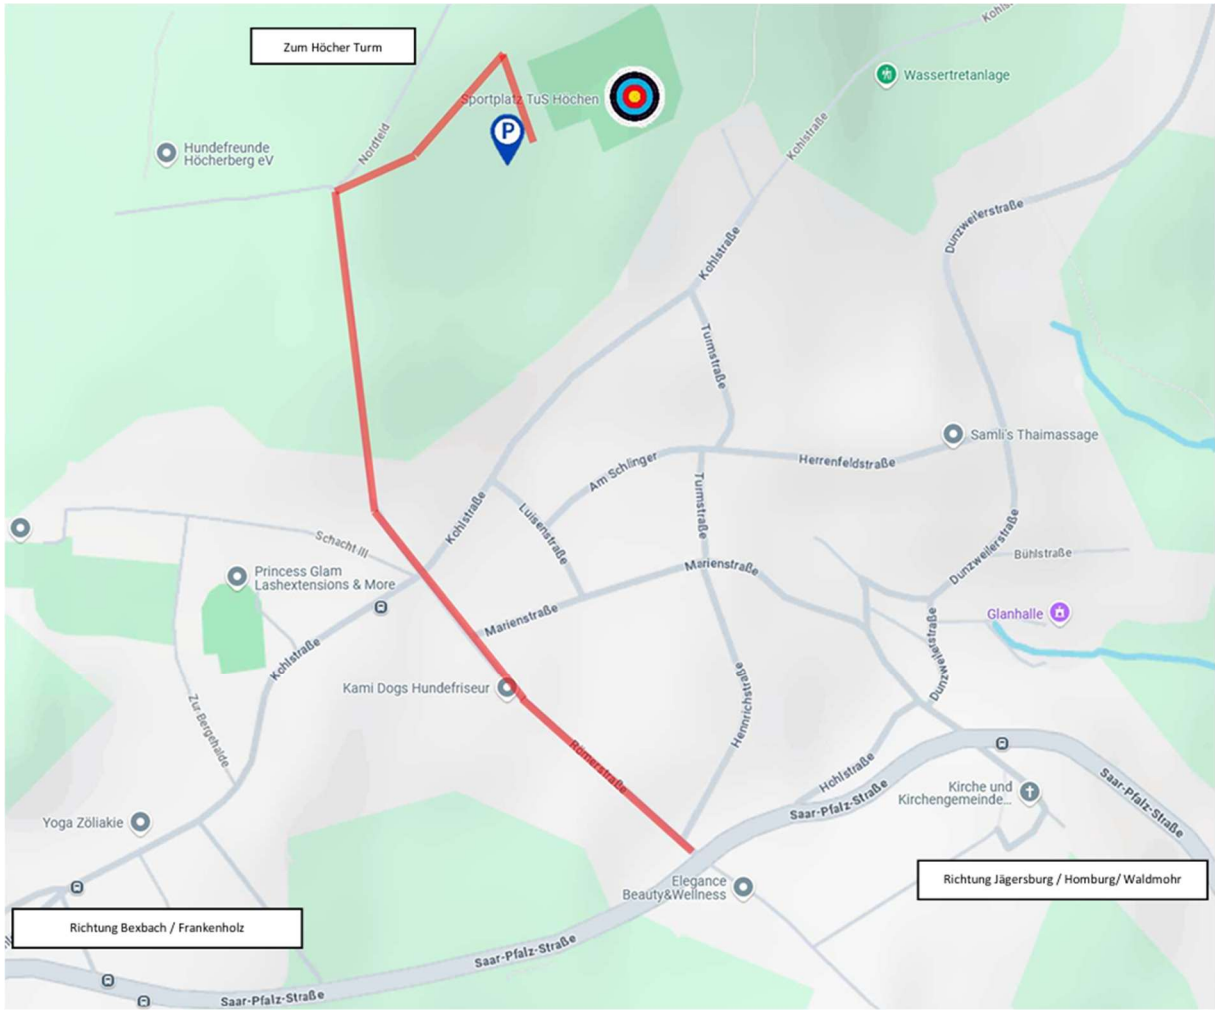 Zum Höcher Turm
Kohlstraße
Wassertretanlage
Sportplatz TuS Höchen
P
Nordfeld
Hundefreunde
Höcherberg eV
Kohlstraße
Dunzweilerstraße
Kohlstraße
Turmstraße
Samli's Thaimassage
Herrenfeldstraße
Am Schlinger
Kohlstraße
Luisenstraße
Turmstraße
Schacht III
Dunzweilerstraße
Bühlstraße
Marienstraße
Princess Glam
Lashextensions & More
Marienstraße
Glanhalle
Kohlstraße
Dunzweilerstraße
Kami Dogs Hundefriseur
Hennrichstraße
Zur Bergehalde
Römerstraße
Hohlstraße
Saar-Pfalz-Straße
Saar-Pfalz-Straße
Kirche und
Kirchengemeinde...
Yoga Zöliakie
Elegance
Beauty&Wellness
Richtung Jägersburg / Homburg/ Waldmohr
Richtung Bexbach / Frankenholz
Saar-Pfalz-Straße
Saar-Pfalz-Straße